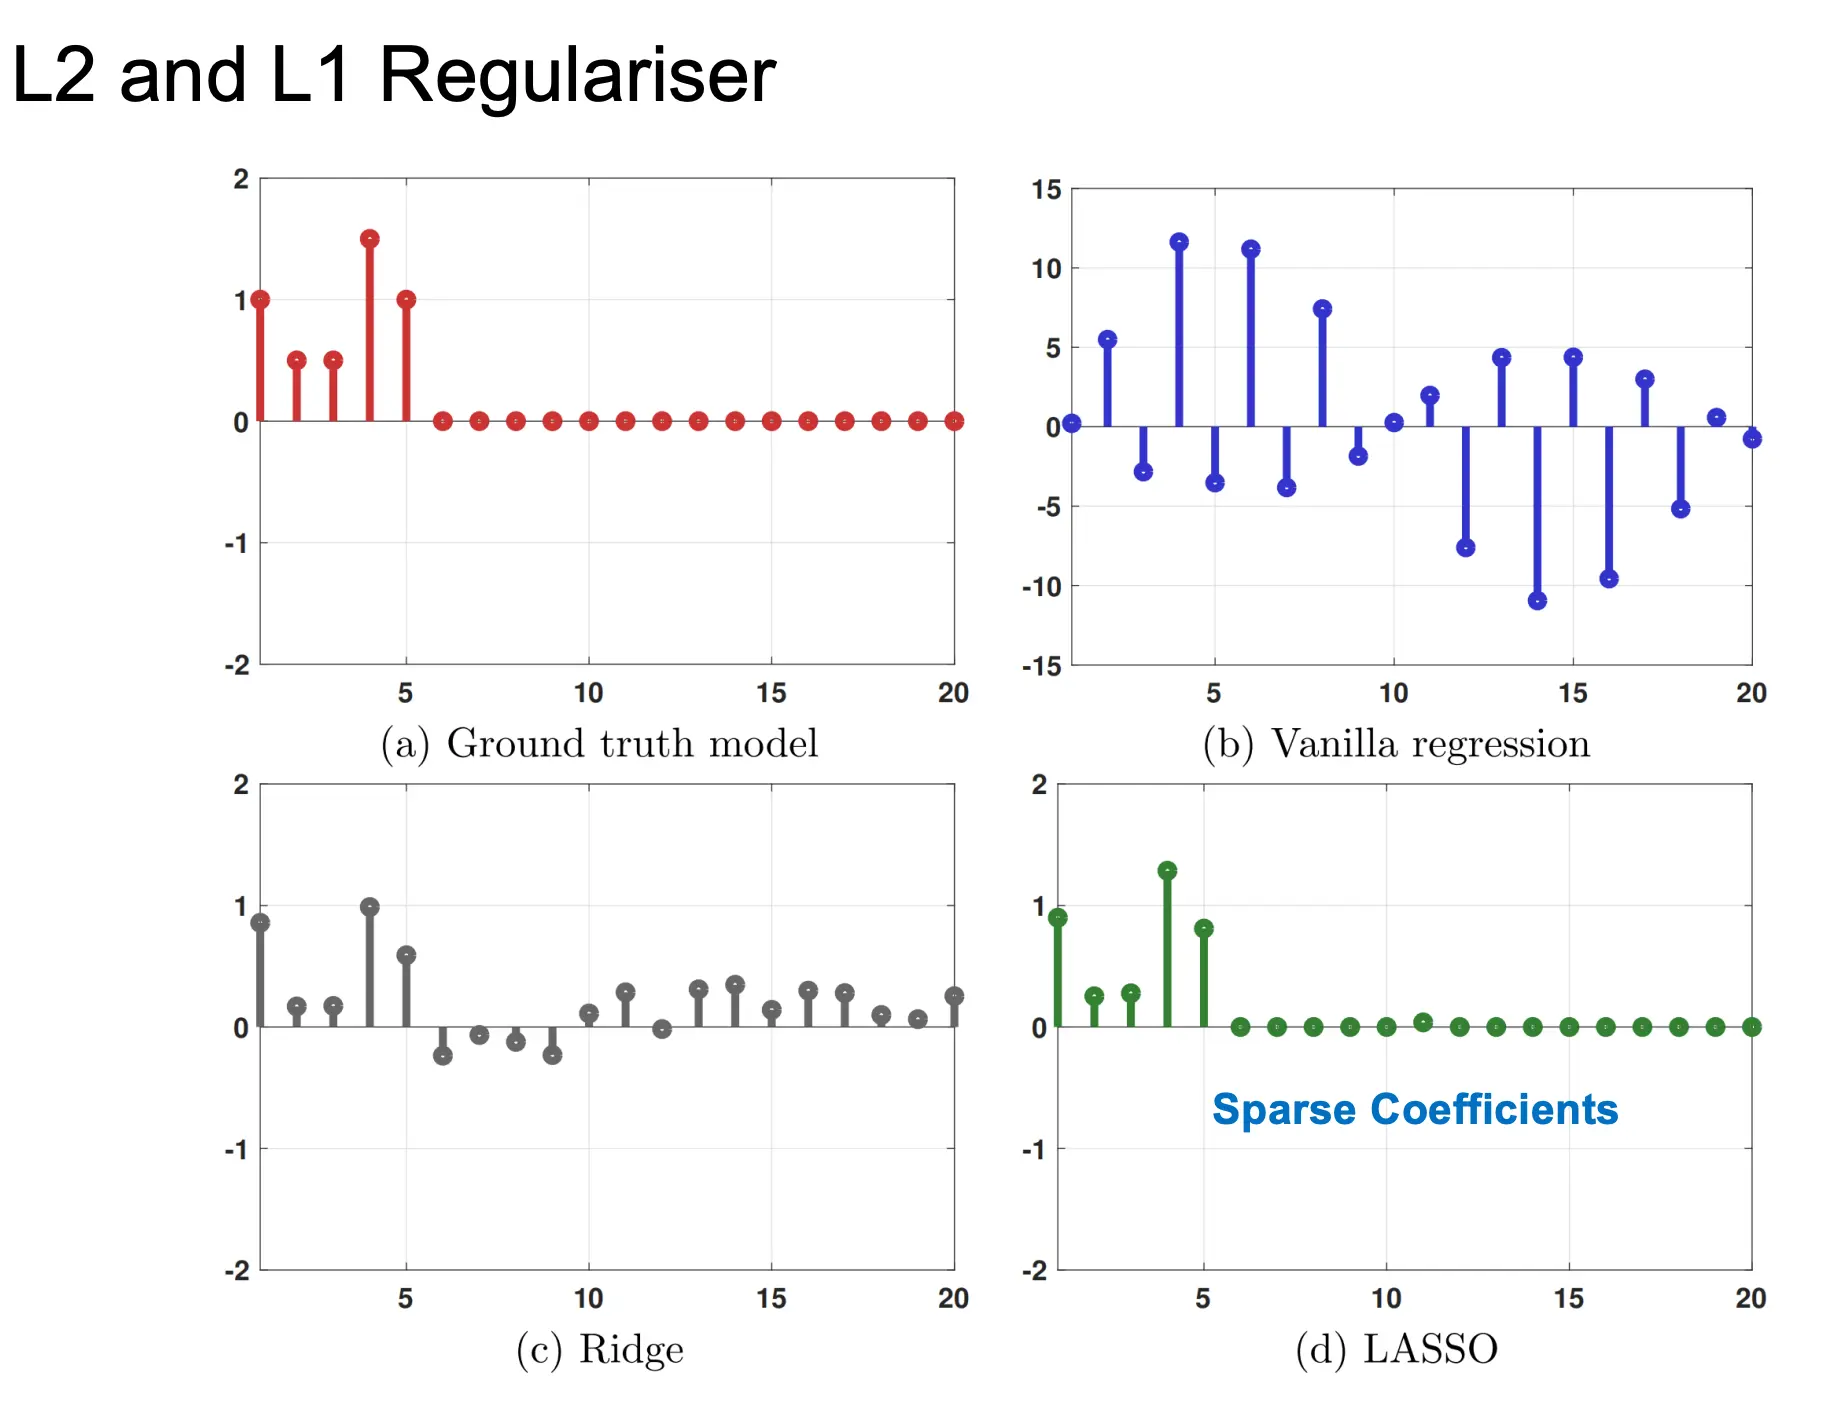 L2 and L1 Regulariser
2
1
0
-1
-2
5 10 15 20
(a) Ground truth model
15
10
5
0
-5
-10
-15
5 10 15 20
(b) Vanilla regression
2
1
0
-1
-2
5 10 15 20
(c) Ridge
2
1
0
Sparse Coefficients
-1
-2
5 10 15 20
(d) LASSO